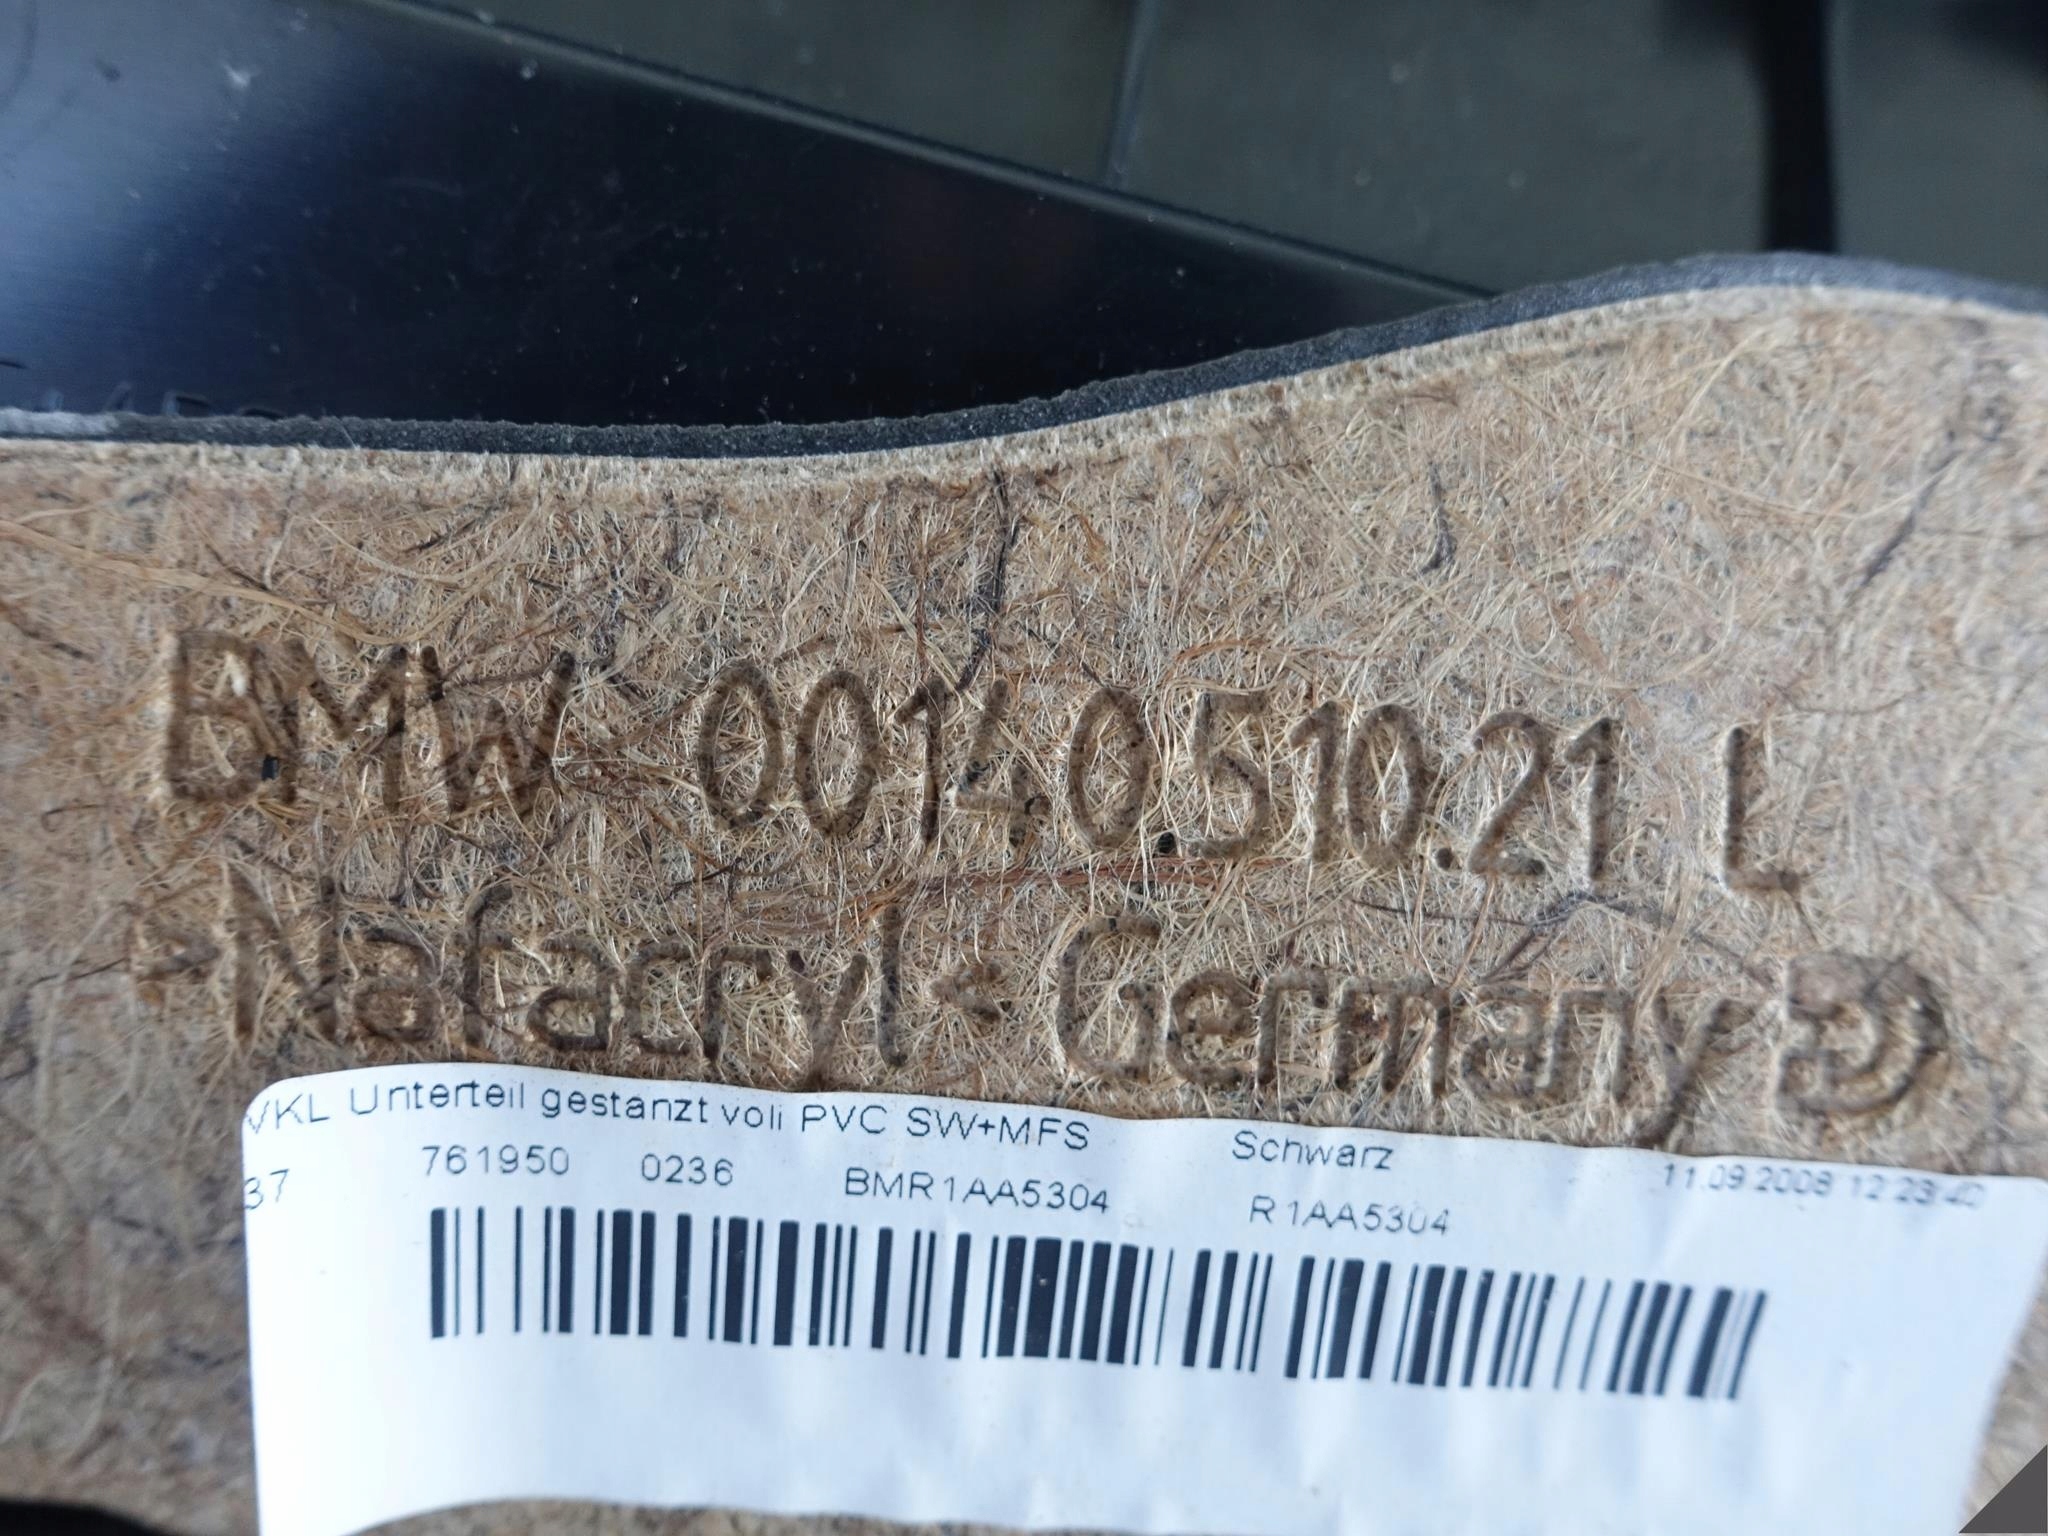 BMW 0014.0510.21 L
-Nafacryl- Germany
VKL Unterteil gestanzt voll PVC SW+MFS Schwarz 11.09.2008 12:23:40
37 761950 0236 BMR1AA5304 R1AA5304